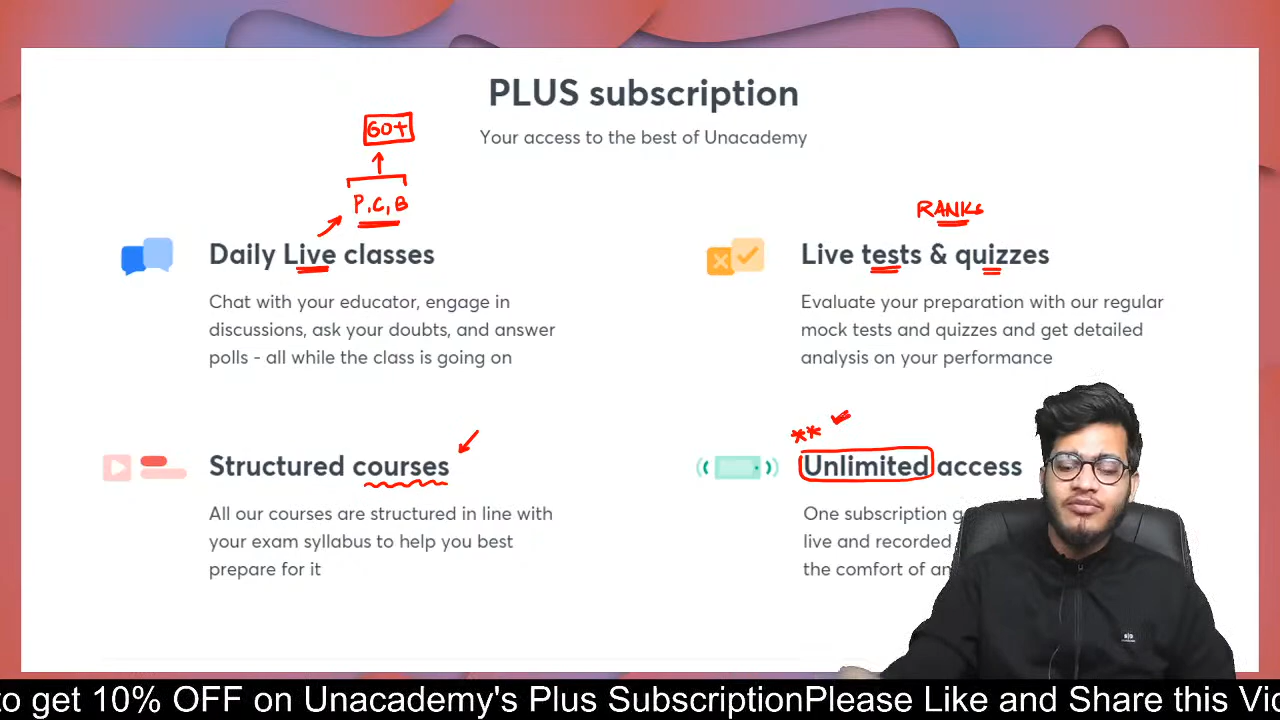 PLUS subscription
Your access to the best of Unacademy
60+
P, C, B
Daily Live classes
Chat with your educator, engage in
discussions, ask your doubts, and answer
polls - all while the class is going on
RANKs
Live tests & quizzes
Evaluate your preparation with our regular
mock tests and quizzes and get detailed
analysis on your performance
Structured courses
All our courses are structured in line with
your exam syllabus to help you best
prepare for it
**
Unlimited access
One subscription
live and recorded
the comfort of
to get 10% OFF on Unacademy's Plus SubscriptionPlease Like and Share this